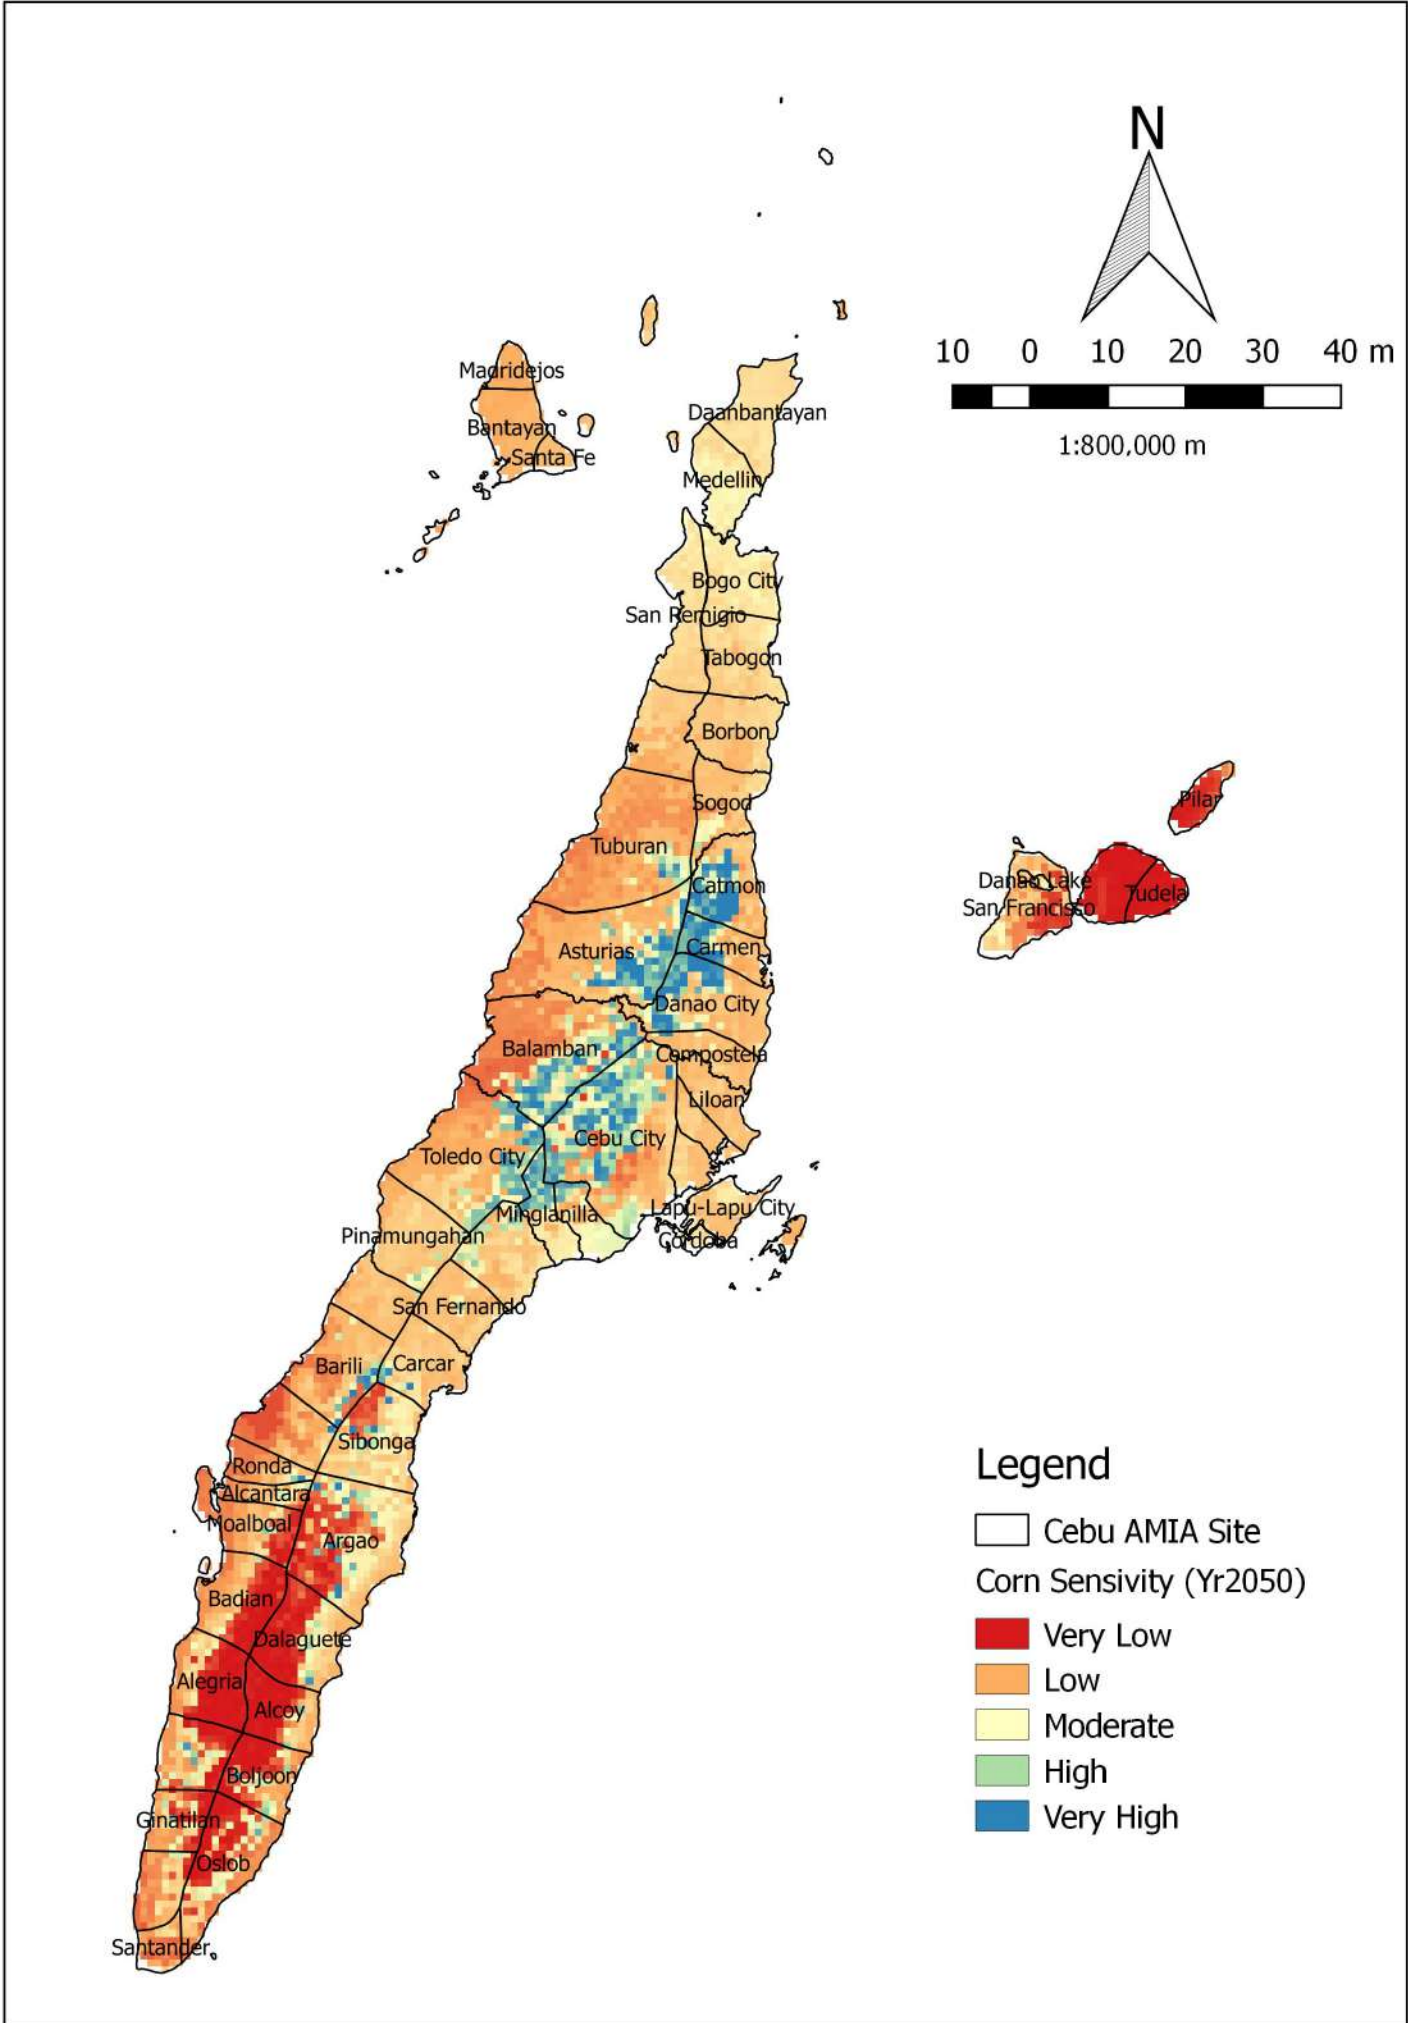 N
10 0 10 20 30 40 m
1:800,000 m
Madridejos
Bantayan
Santa Fe
Daanbantayan
Medellin
Bogo City
San Remigio
Tabogon
Borbon
Sogod
Pilar
Tuburan
Catmon
Danao Lake
Tudela
San Francisso
Asturias
Carmen
Danao City
Balamban
Compostela
Liloan
Cebu City
Toledo City
Lapu-Lapu City
Minglanilla
Pinamungahan
Cordoba
San Fernando
Barili
Carcar
Sibonga
Ronda
Alcantara
Moalboal
Argao
Badian
Dalaguete
Alegria
Alcoy
Boljoon
Ginatilan
Oslob
Santander
Legend
Cebu AMIA Site
Corn Sensivity (Yr2050)
Very Low
Low
Moderate
High
Very High